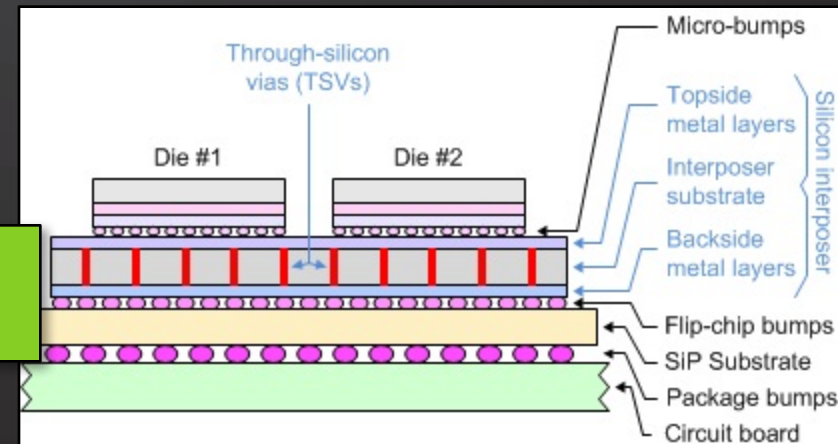 Micro-bumps
Through-silicon
vias (TSVs)
Topside
metal layers
Die #1
Die #2
Interposer
substrate
Silicon interposer
Backside
metal layers
Flip-chip bumps
SiP Substrate
Package bumps
Circuit board